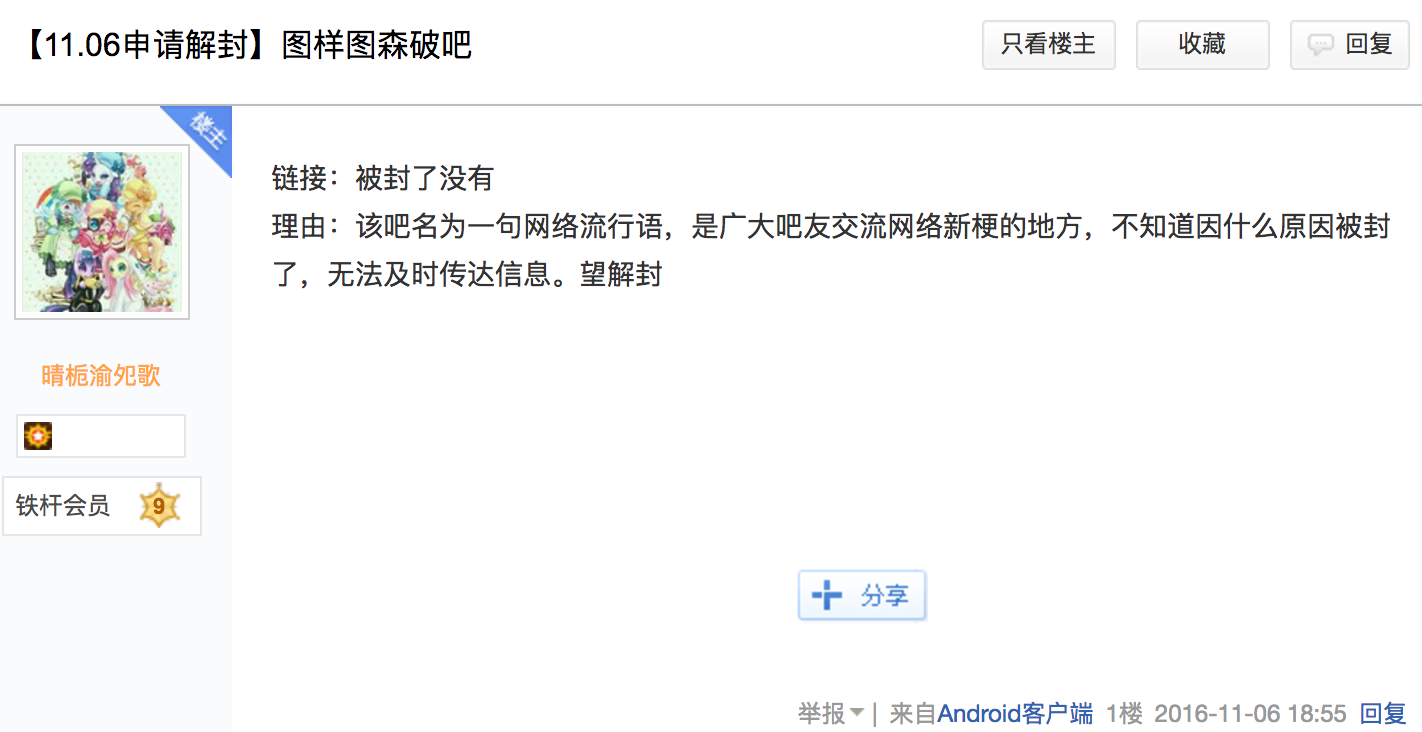 【11.06申请解封】图样图森破吧
只看楼主
收藏
回复
楼主
链接：被封了没有
理由：该吧名为一句网络流行语，是广大吧友交流网络新梗的地方，不知道因什么原因被封
了，无法及时传达信息。望解封
晴栀渝夗歌
铁杆会员 9
分享
举报 | 来自Android客户端 1楼 2016-11-06 18:55 回复